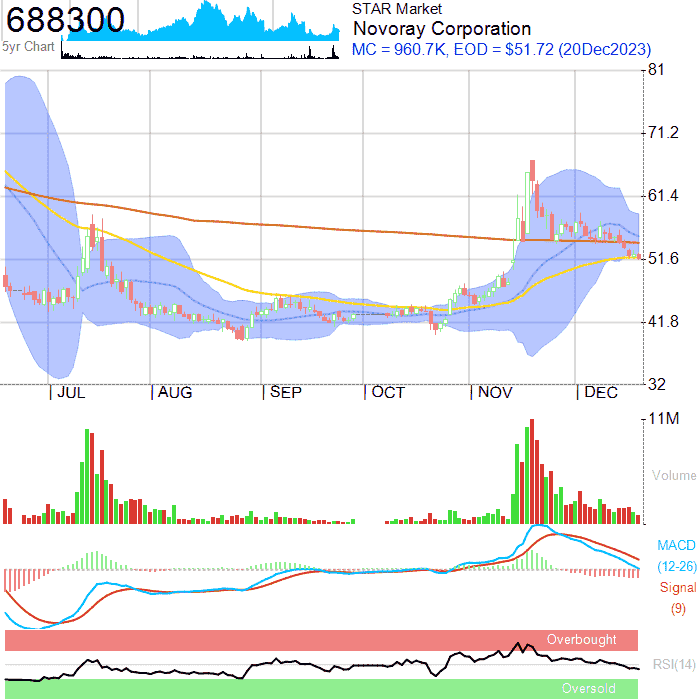 688300
5yr Chart
STAR Market
Novoray Corporation
MC = 960.7K, EOD = $51.72 (20Dec2023)
81
71.2
61.4
51.6
41.8
32
JUL AUG SEP OCT NOV DEC
11M
Volume
MACD
(12-26)
Signal
(9)
Overbought
RSI(14)
Oversold